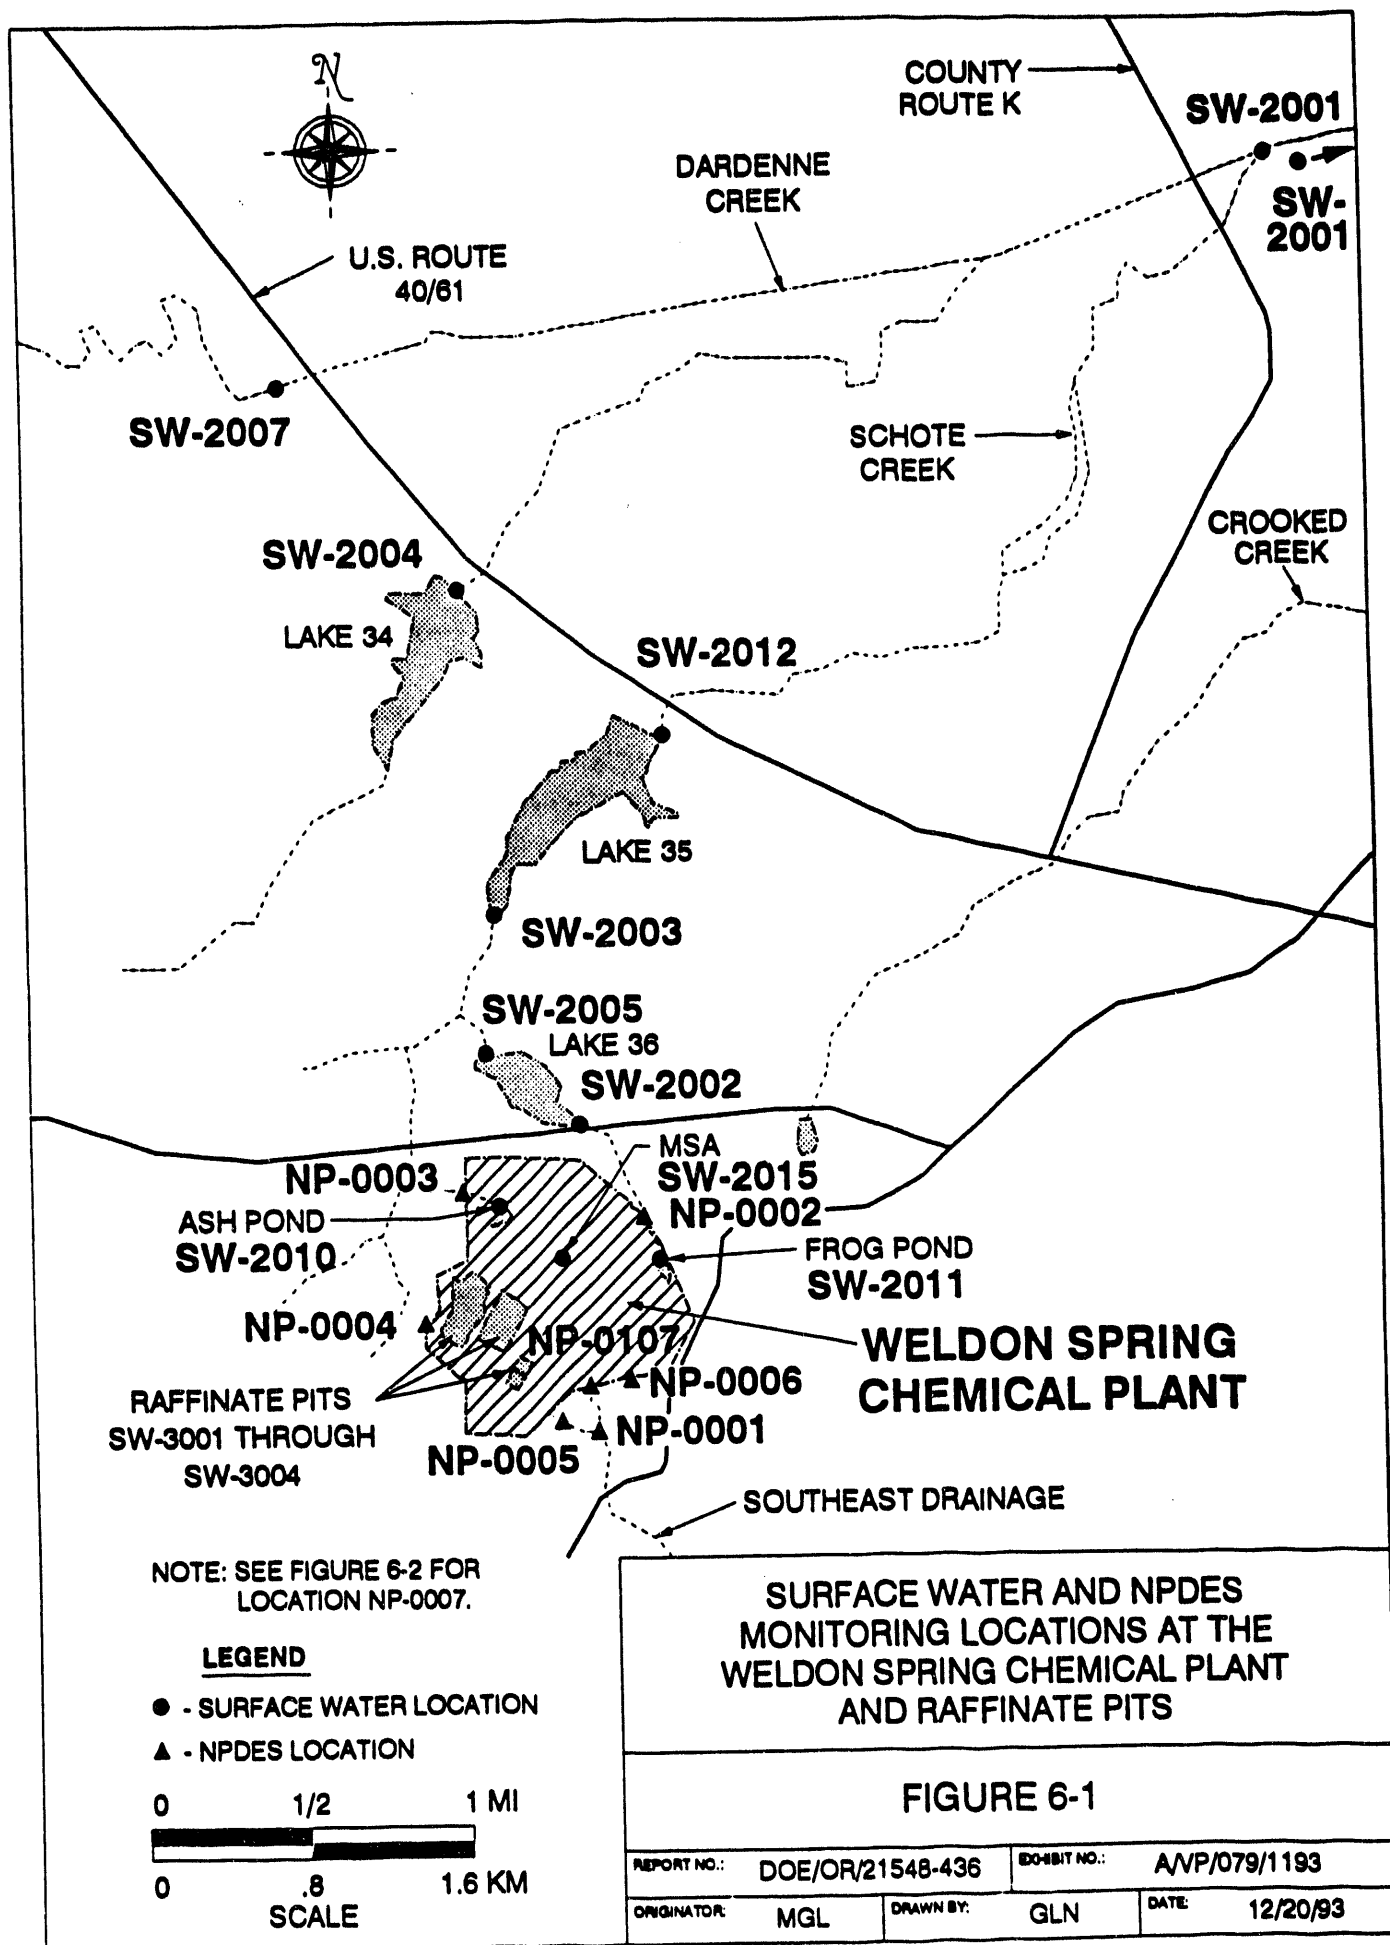 N
COUNTY
ROUTE K
SW-2001
DARDENNE
CREEK
SW-
2001
U.S. ROUTE
40/61
SW-2007
SCHOTE
CREEK
CROOKED
CREEK
SW-2004
LAKE 34
SW-2012
LAKE 35
SW-2003
SW-2005
LAKE 36
SW-2002
MSA
SW-2015
NP-0003
NP-0002
ASH POND
SW-2010
FROG POND
SW-2011
NP-0004
NP-0107
WELDON SPRING
CHEMICAL PLANT
NP-0006
RAFFINATE PITS
SW-3001 THROUGH
SW-3004
NP-0001
NP-0005
SOUTHEAST DRAINAGE
NOTE: SEE FIGURE 6-2 FOR
LOCATION NP-0007.
LEGEND
- SURFACE WATER LOCATION
- NPDES LOCATION
0 1/2 1 MI
0 .8 1.6 KM
SCALE
SURFACE WATER AND NPDES
MONITORING LOCATIONS AT THE
WELDON SPRING CHEMICAL PLANT
AND RAFFINATE PITS
FIGURE 6-1
REPORT NO.: DOE/OR/21548-436 EXHIBIT NO.: A/VP/079/1193
ORIGINATOR: MGL DRAWN BY: GLN DATE: 12/20/93